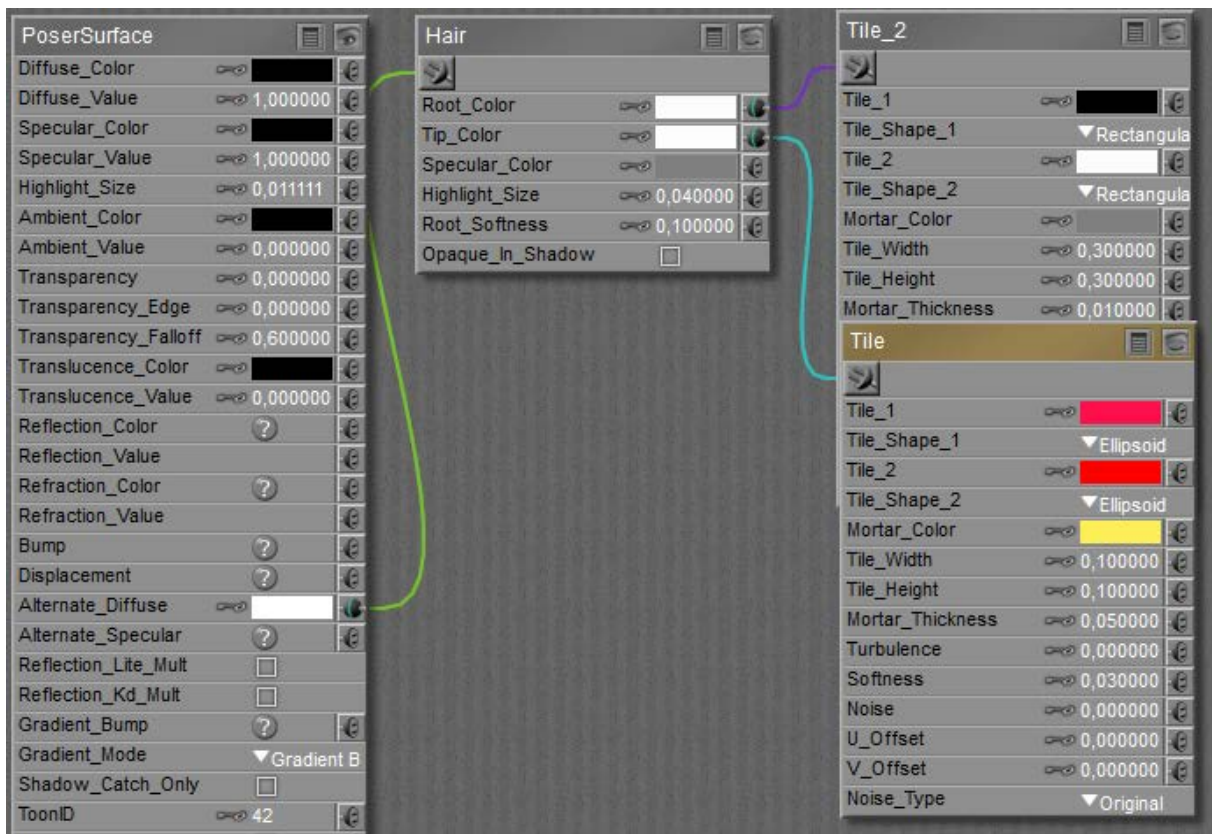 PoserSurface
Diffuse_Color
Diffuse_Value 1,000000
Specular_Color
Specular_Value 1,000000
Highlight_Size 0,011111
Ambient_Color
Ambient_Value 0,000000
Transparency 0,000000
Transparency_Edge 0,000000
Transparency_Falloff 0,600000
Translucence_Color
Translucence_Value 0,000000
Reflection_Color ?
Reflection_Value
Refraction_Color ?
Refraction_Value
Bump ?
Displacement ?
Alternate_Diffuse
Alternate_Specular ?
Reflection_Lite_Mult
Reflection_Kd_Mult
Gradient_Bump ?
Gradient_Mode Gradient B
Shadow_Catch_Only
ToonID 42
Hair
Root_Color
Tip_Color
Specular_Color
Highlight_Size 0,040000
Root_Softness 0,100000
Opaque_In_Shadow
Tile_2
Tile_1
Tile_Shape_1 Rectangula
Tile_2
Tile_Shape_2 Rectangula
Mortar_Color
Tile_Width 0,300000
Tile_Height 0,300000
Mortar_Thickness 0,010000
Tile
Tile_1
Tile_Shape_1 Ellipsoid
Tile_2
Tile_Shape_2 Ellipsoid
Mortar_Color
Tile_Width 0,100000
Tile_Height 0,100000
Mortar_Thickness 0,050000
Turbulence 0,000000
Softness 0,030000
Noise 0,000000
U_Offset 0,000000
V_Offset 0,000000
Noise_Type Original